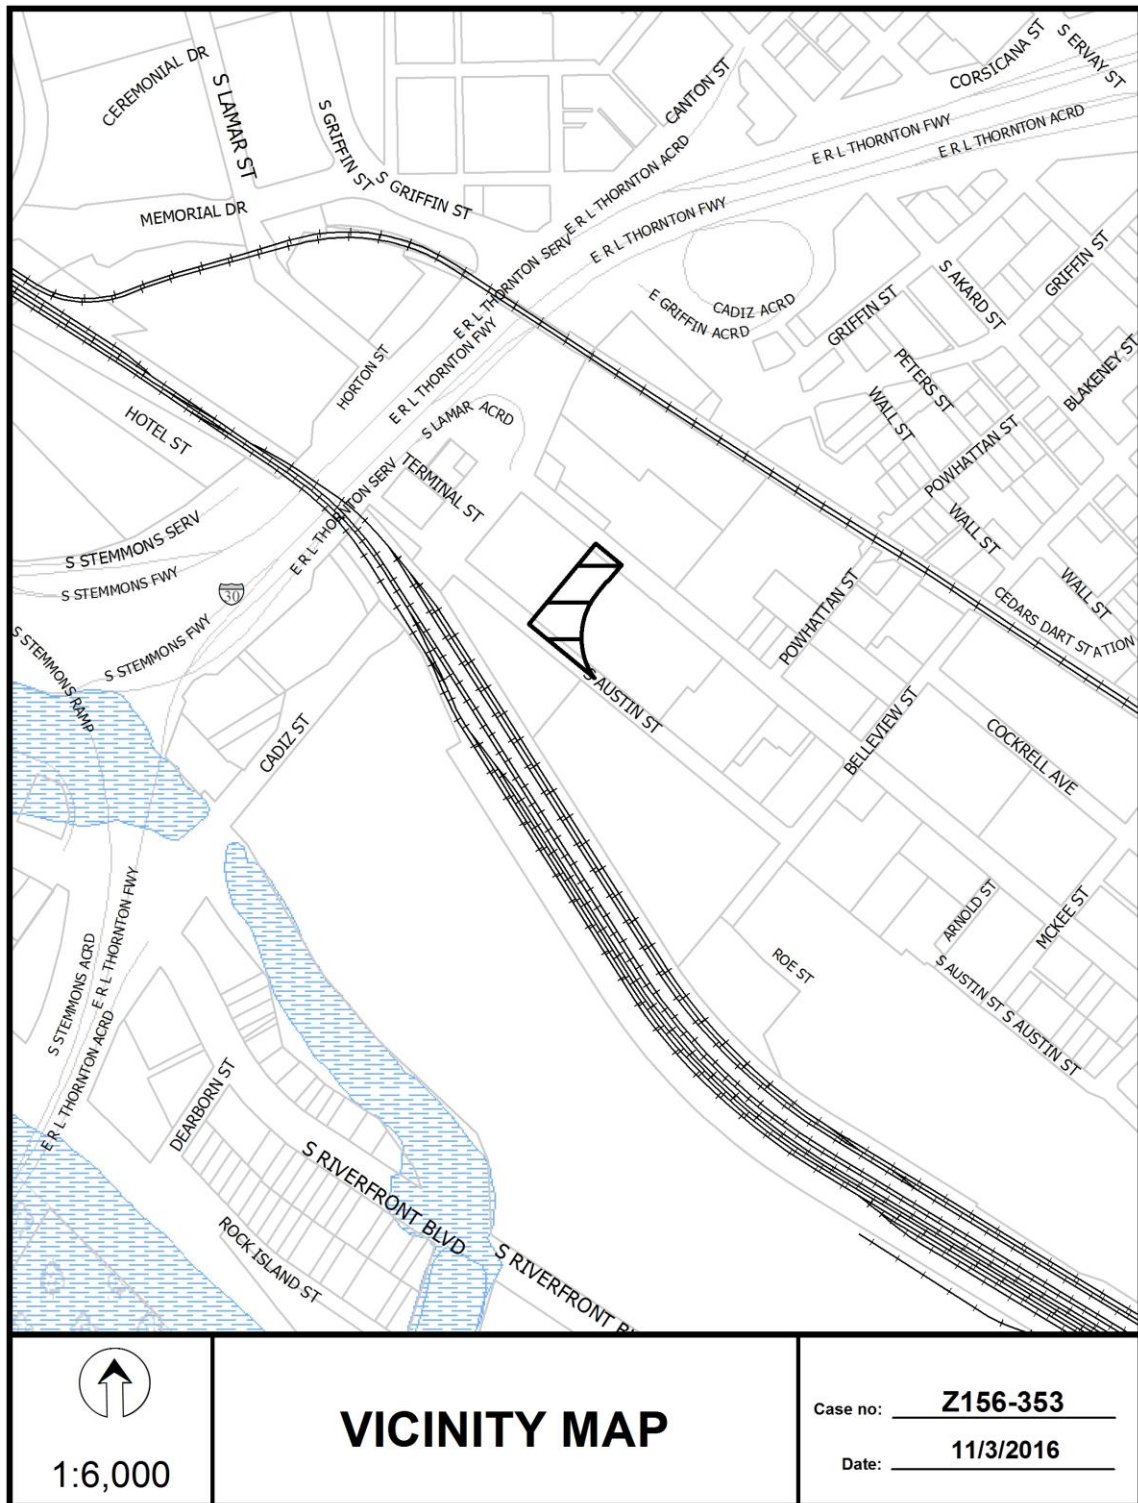 CEREMONIAL DR
S LAMAR ST
S GRIFFIN ST
S GRIFFIN ST
MEMORIAL DR
CANTON ST
CORSICANA ST
S ERVAY ST
E R L THORNTON FWY
E R L THORNTON ACRD
E R L THORNTON ACRD
E R L THORNTON FWY
E R L THORNTON SERV
E R L THORNTON FWY
CADIZ ACRD
E GRIFFIN ACRD
GRIFFIN ST
S AKARD ST
GRIFFIN ST
PETERS ST
BLAKENEY ST
WALL ST
POWHATTAN ST
WALL ST
WALL ST
CEDARS DART STATION
HORTON ST
HOTEL ST
S LAMAR ACRD
TERMINAL ST
E R L THORNTON SERV
S STEMMONS SERV
S STEMMONS FWY
30
S STEMMONS FWY
S STEMMONS RAMP
CADIZ ST
S AUSTIN ST
POWHATTAN ST
BELLEVIEW ST
COCKRELL AVE
ARNOLD ST
MCKEE ST
ROE ST
S AUSTIN ST S AUSTIN ST
S STEMMONS ACRD
E R L THORNTON FWY
E R L THORNTON ACRD
DEARBORN ST
S RIVERFRONT BLVD
ROCK ISLAND ST
S RIVERFRONT
1:6,000
VICINITY MAP
Case no: Z156-353
Date: 11/3/2016